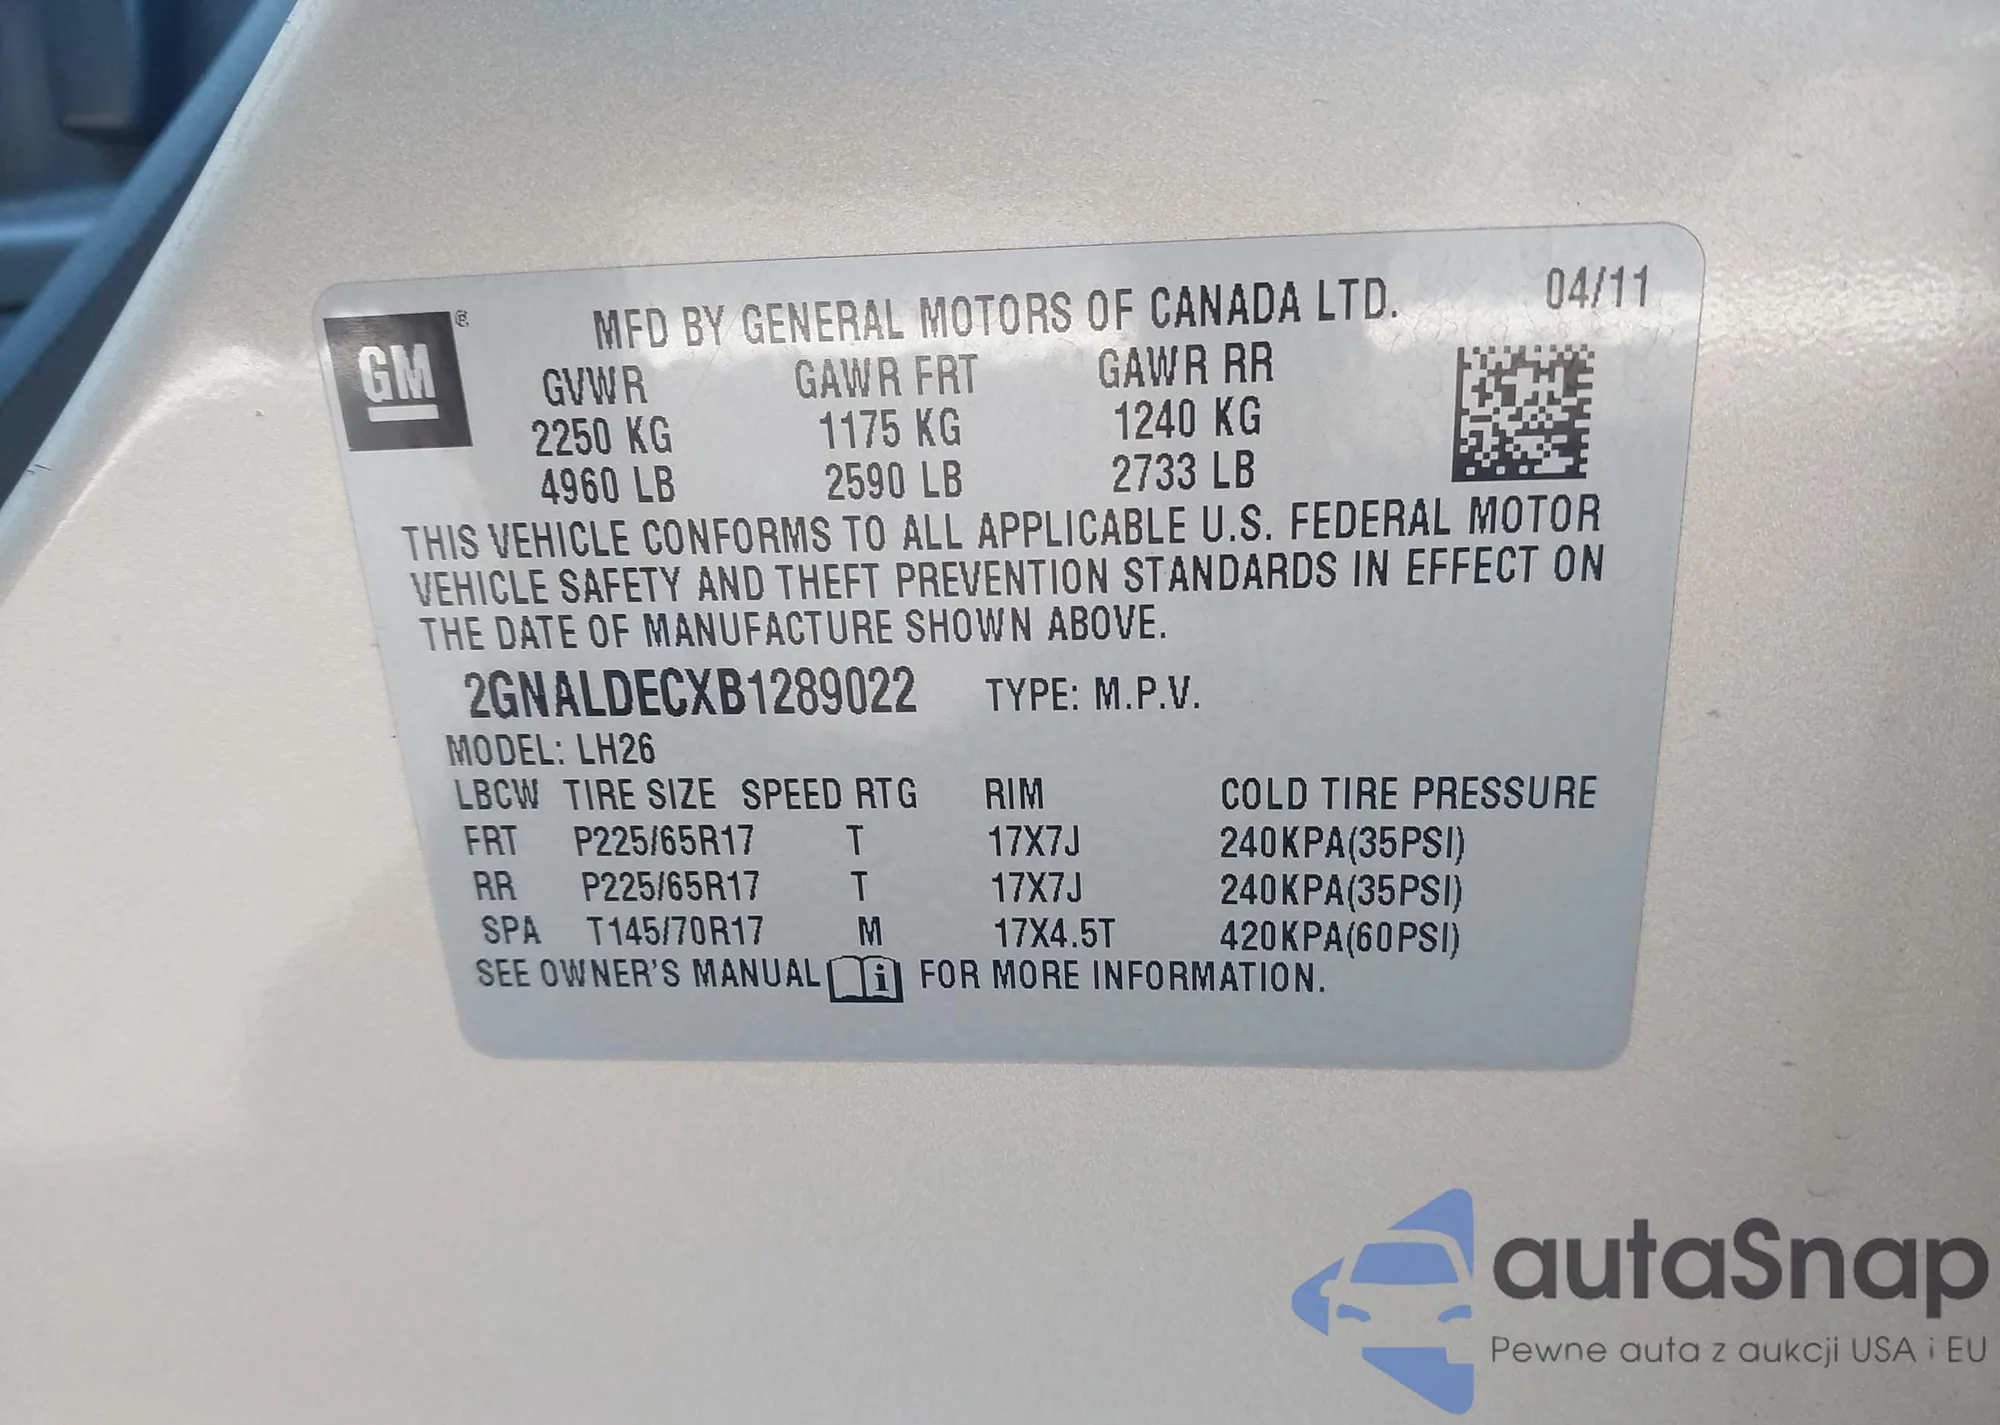 GM ®
MFD BY GENERAL MOTORS OF CANADA LTD. 04/11
GVWR GAWR FRT GAWR RR
2250 KG 1175 KG 1240 KG
4960 LB 2590 LB 2733 LB
THIS VEHICLE CONFORMS TO ALL APPLICABLE U.S. FEDERAL MOTOR
VEHICLE SAFETY AND THEFT PREVENTION STANDARDS IN EFFECT ON
THE DATE OF MANUFACTURE SHOWN ABOVE.
2GNALDECXB1289022 TYPE: M.P.V.
MODEL: LH26
LBCW TIRE SIZE SPEED RTG RIM COLD TIRE PRESSURE
FRT P225/65R17 T 17X7J 240KPA(35PSI)
RR P225/65R17 T 17X7J 240KPA(35PSI)
SPA T145/70R17 M 17X4.5T 420KPA(60PSI)
SEE OWNER'S MANUAL i FOR MORE INFORMATION.
autaSnap
Pewne auta z aukcji USA i EU